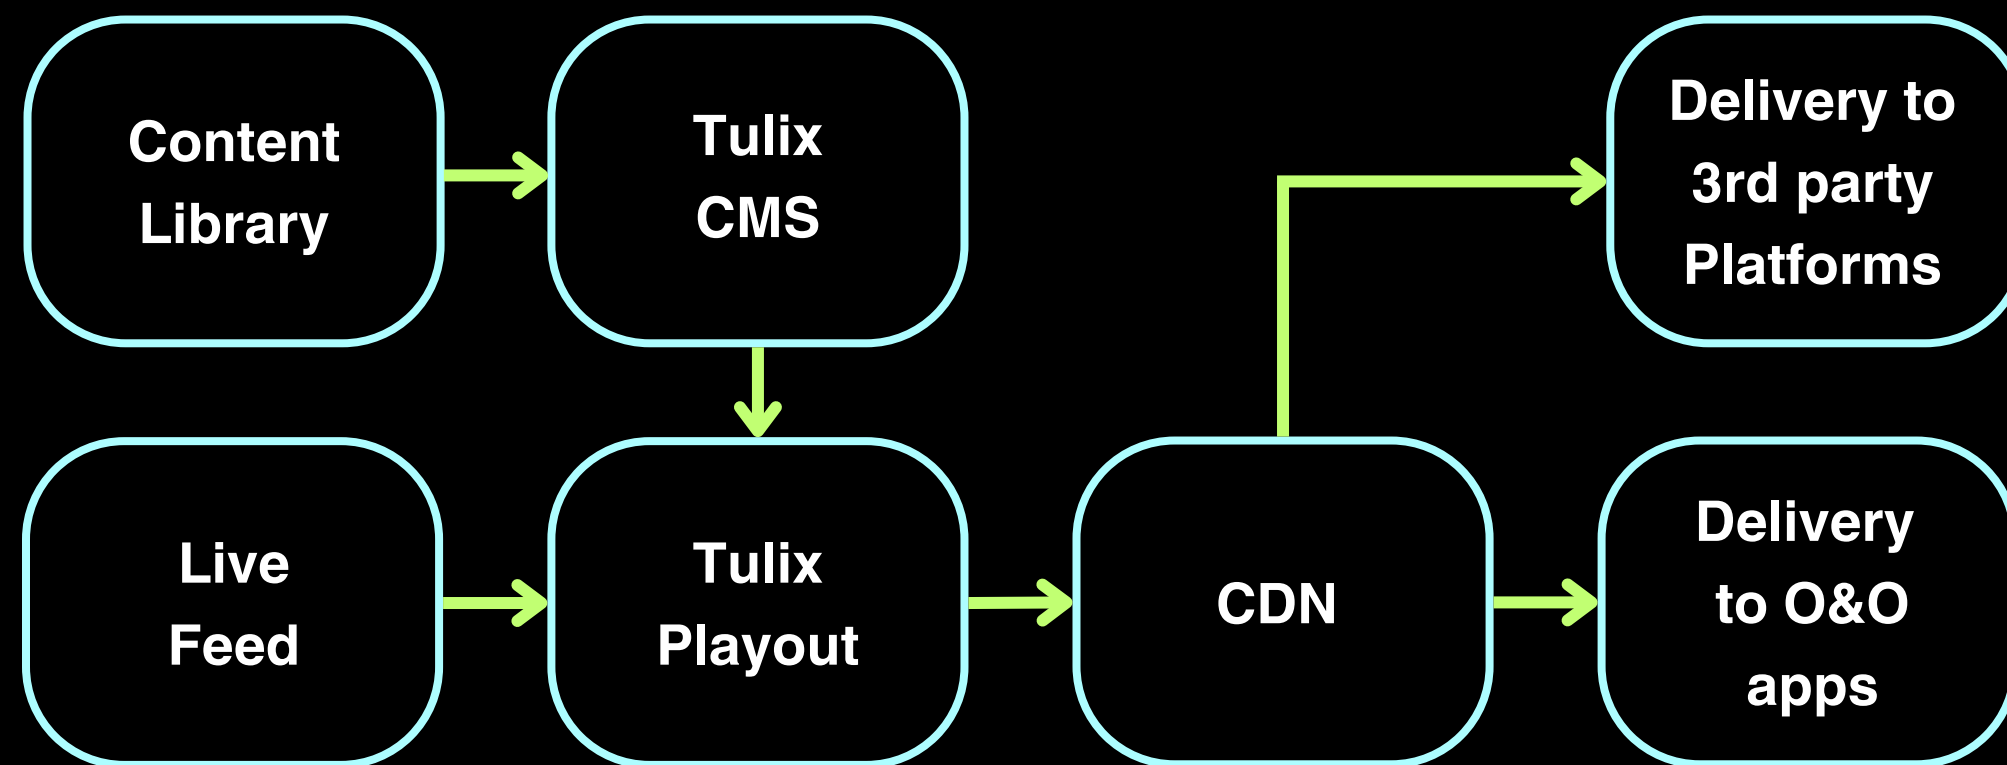 Content
Library
Tulix
CMS
Delivery to
3rd party
Platforms
Live
Feed
Tulix
Playout
CDN
Delivery
to O&O
apps